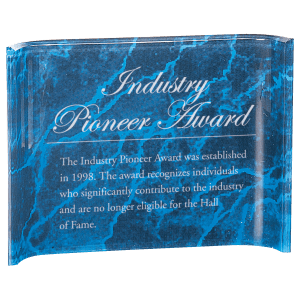 Industry
Pioneer Award
The Industry Pioneer Award was established
in 1998. The award recognizes individuals
who significantly contribute to the industry
and are no longer eligible for the Hall
of Fame.